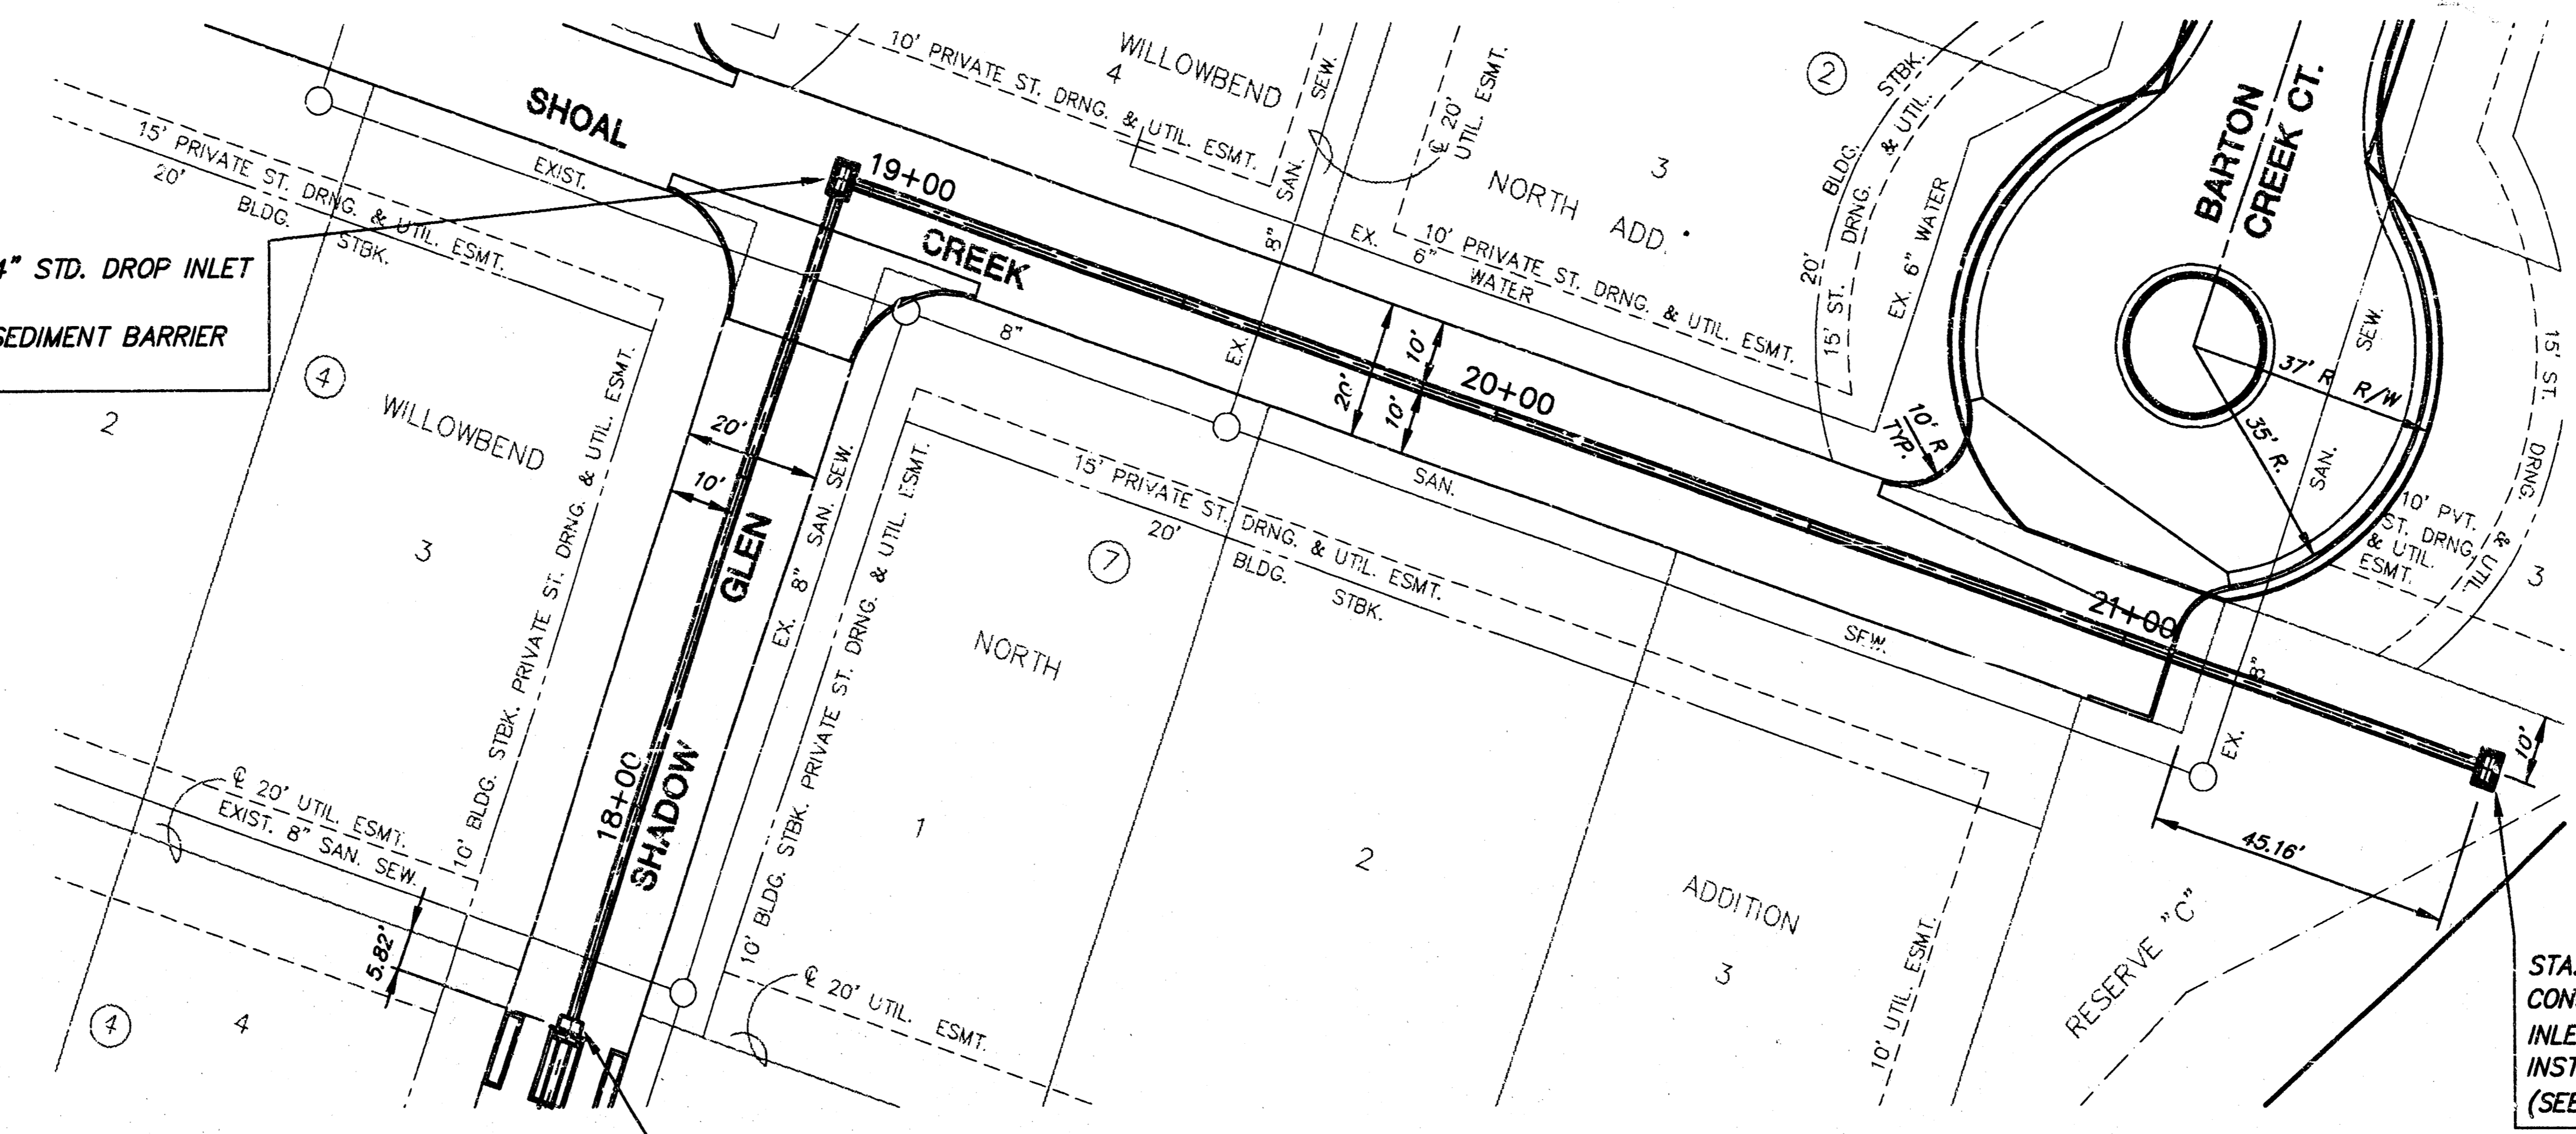 SHOAL
CREEK
19+00
20+00
21+00
18+00
GLEN
SHADOW
BARTON
CREEK CT.
4" STD. DROP INLET
SEDIMENT BARRIER
15' PRIVATE ST. DRNG. & UTIL. ESMT.
20'
BLDG.
STBK.
EXIST.
10' PRIVATE ST. DRNG. & UTIL. ESMT.
WILLOWBEND
4
SAN.
SEW.
℄ 20'
UTIL. ESMT.
NORTH
ADD.
3
2
8"
EX.
6"
WATER
10' PRIVATE ST. DRNG. & UTIL. ESMT.
20'
BLDG.
STBK.
15' ST. DRNG. & UTIL.
EX. 6" WATER
10' R
TYP.
37' R
R/W
35' R.
SEW.
SAN.
15' ST. DRNG. & UTIL.
10' PVT.
ST. DRNG.
& UTIL.
ESMT.
3
2
4
WILLOWBEND
3
10' BLDG. STBK. PRIVATE ST. DRNG. & UTIL. ESMT.
20'
10'
8"
EX.
20'
10'
10'
EX. 8" SAN. SEW.
10' BLDG. STBK. PRIVATE ST. DRNG. & UTIL. ESMT.
15' PRIVATE ST. DRNG. & UTIL. ESMT.
20'
BLDG.
STBK.
7
SAN.
SEW.
NORTH
1
2
ADDITION
3
8"
EX.
10'
45.16'
℄ 20' UTIL. ESMT.
EXIST. 8" SAN. SEW.
5.82'
4
4
℄ 20' UTIL. ESMT.
10' UTIL. ESMT.
RESERVE "C"
STA.
INST
(SEE